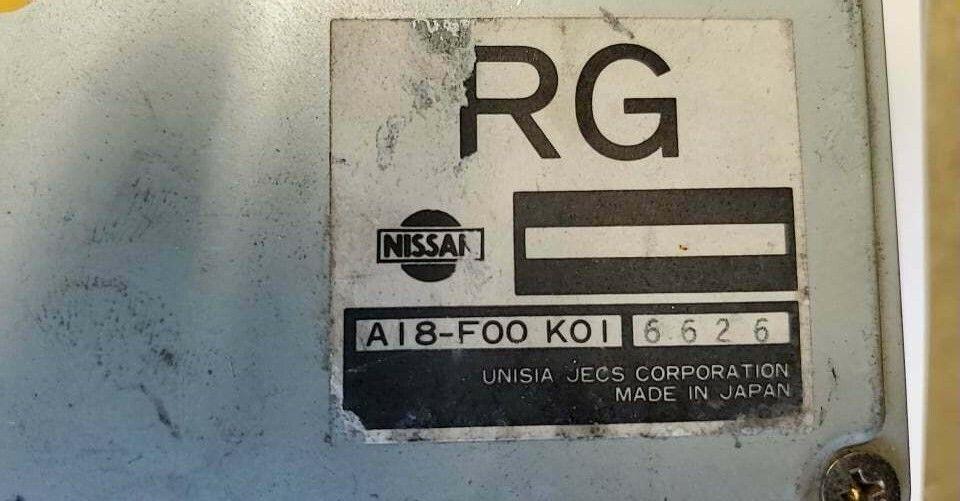 RG
NISSAN
A18-F00 K01 6626
UNISIA JECS CORPORATION
MADE IN JAPAN